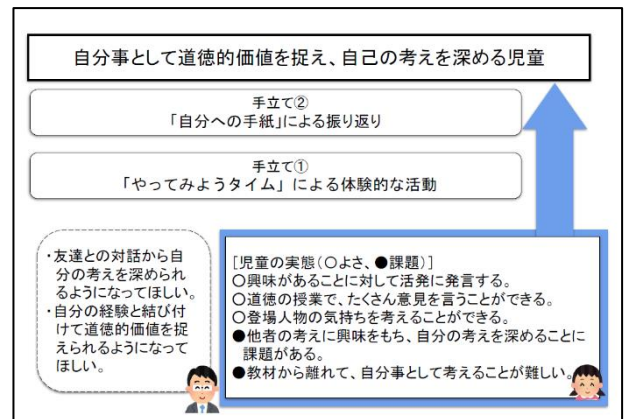 自分事として道徳的価値を捉え、自己の考えを深める児童
手立て②
「自分への手紙」による振り返り
手立て①
「やってみようタイム」による体験的な活動
・友達との対話から自
分の考えを深められ
るようになってほしい。
・自分の経験と結び付
けて道徳的価値を捉
えられるようになって
ほしい。
[児童の実態(○よさ、●課題)]
○興味があることに対して活発に発言する。
○道徳の授業で、たくさん意見を言うことができる。
○登場人物の気持ちを考えることができる。
●他者の考えに興味をもち、自分の考えを深めることに
課題がある。
●教材から離れて、自分事として考えることが難しい。